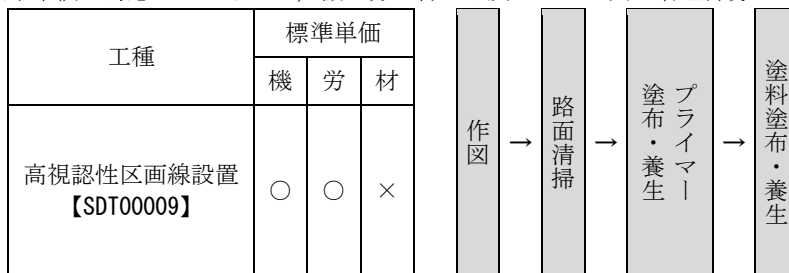 工種
標準単価
機 労 材
高視認性区画線設置
【SDT00009】
○ ○ ×
作図
→
路面清掃
→
プライマー
塗布・養生
→
塗料塗布・養生